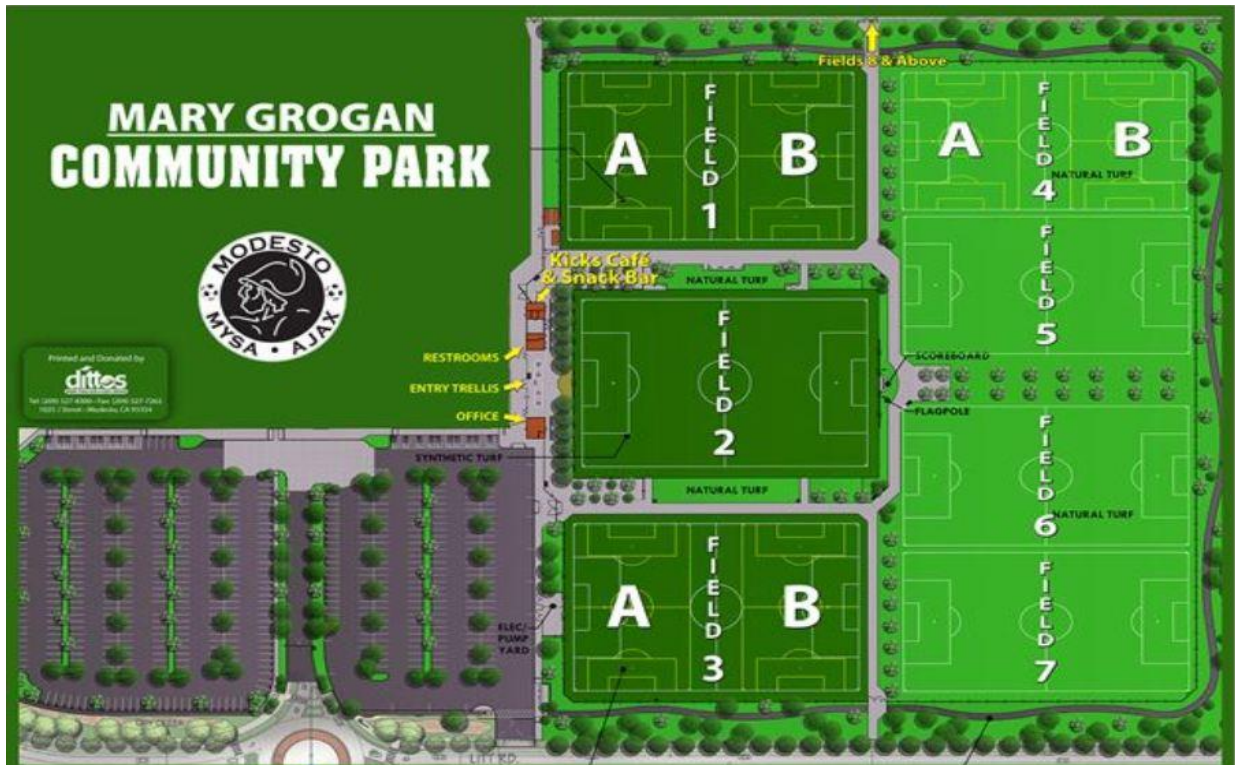 MARY GROGAN
COMMUNITY PARK
MODESTO
MYSA • AJAX
Printed and Donated by
dittos
Fields 8 & Above
A
FIELD 1
B
A
FIELD 4
B
NATURAL TURF
Kicks Café
& Snack Bar
NATURAL TURF
FIELD 5
RESTROOMS
ENTRY TRELLIS
OFFICE
FIELD 2
SCOREBOARD
FLAGPOLE
SYNTHETIC TURF
NATURAL TURF
FIELD 6
NATURAL TURF
A
FIELD 3
B
ELEC/
PUMP
YARD
FIELD 7